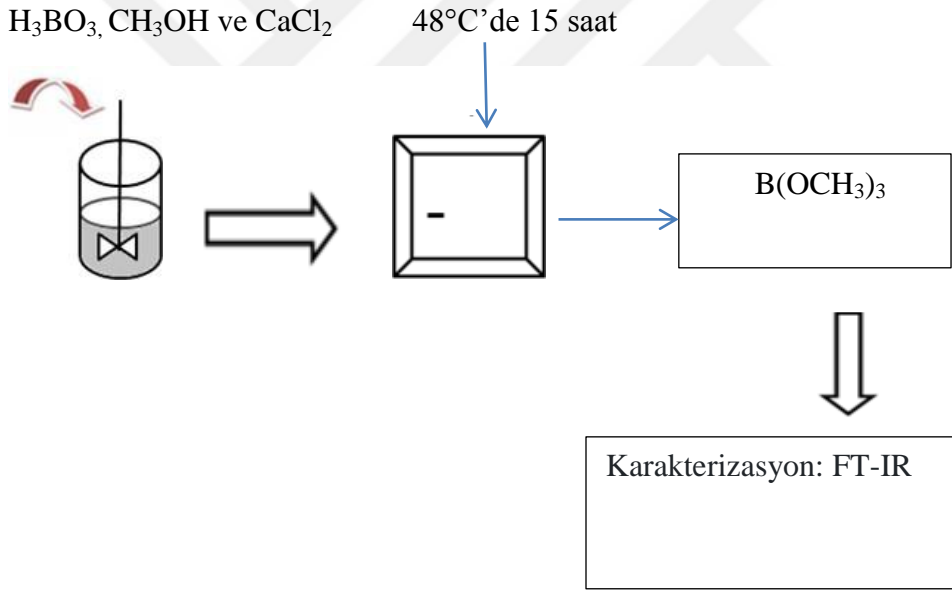 H₃BO₃, CH₃OH ve CaCl₂
48°C’de 15 saat
B(OCH₃)₃
Karakterizasyon: FT-IR